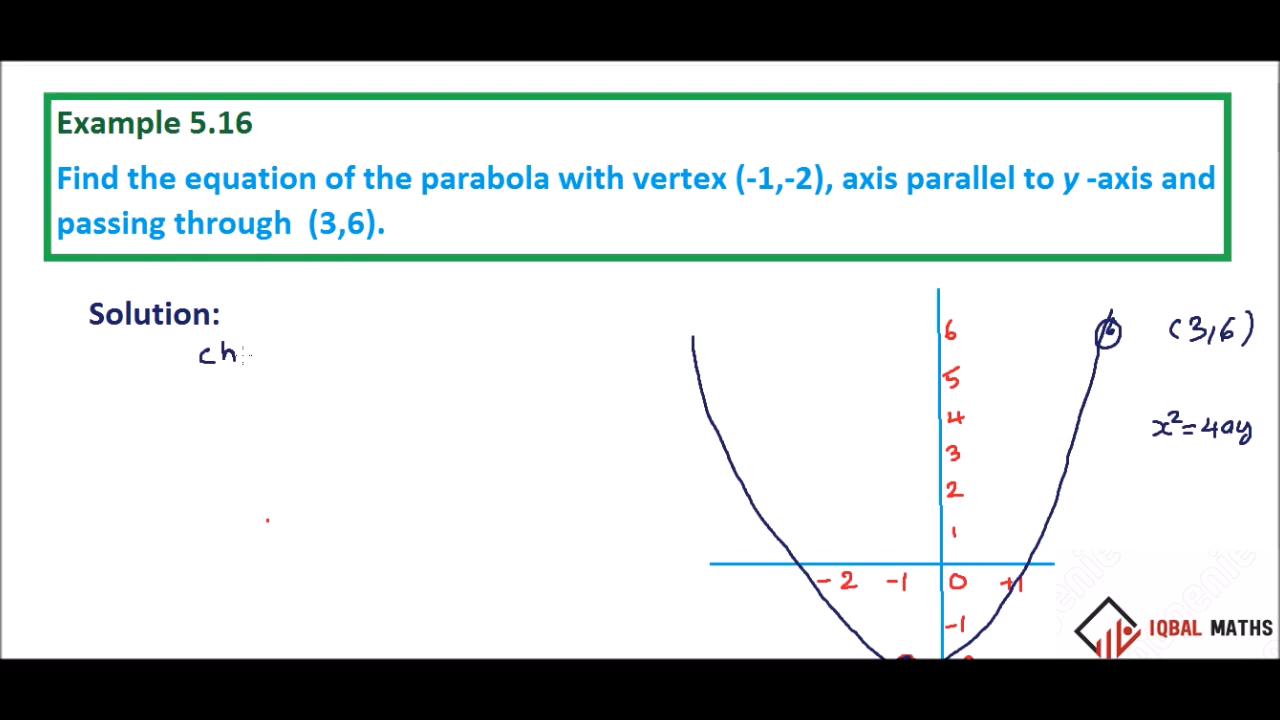 Example 5.16
Find the equation of the parabola with vertex (-1,-2), axis parallel to y -axis and
passing through (3,6).
Solution:
ch
6
(3,6)
5
4
x²=4ay
3
2
1
-2 -1 0 +1
-1
IQBAL MATHS